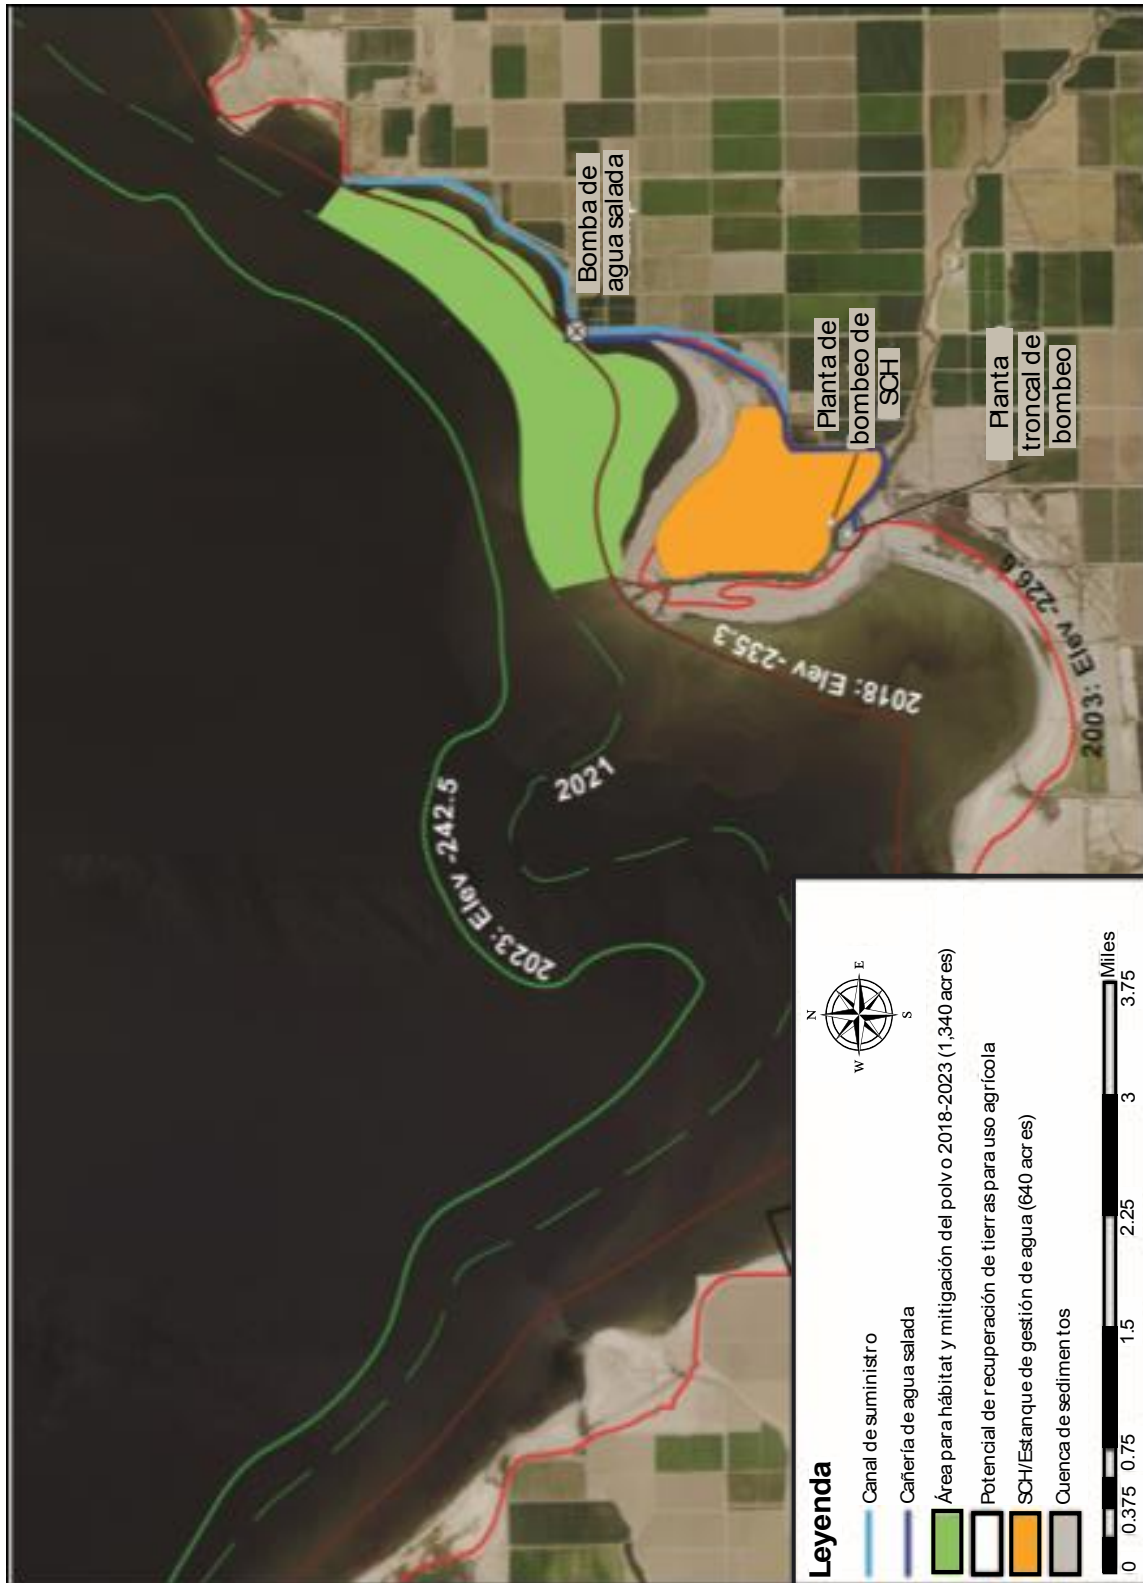 Bomba de
agua salada
Planta de
bombeo de
SCH
Planta
troncal de
bombeo
2003: Elev -226.6
2018: Elev -235.3
2021
2023: Elev -242.5
Leyenda
Canal de suministro
Cañería de agua salada
Área para hábitat y mitigación del polvo 2018-2023 (1,340 acres)
Potencial de recuperación de tierras para uso agrícola
SCH/Estanque de gestión de agua (640 acres)
Cuenca de sedimentos
N
W E
S
0 0.375 0.75 1.5 2.25 3 3.75
Miles